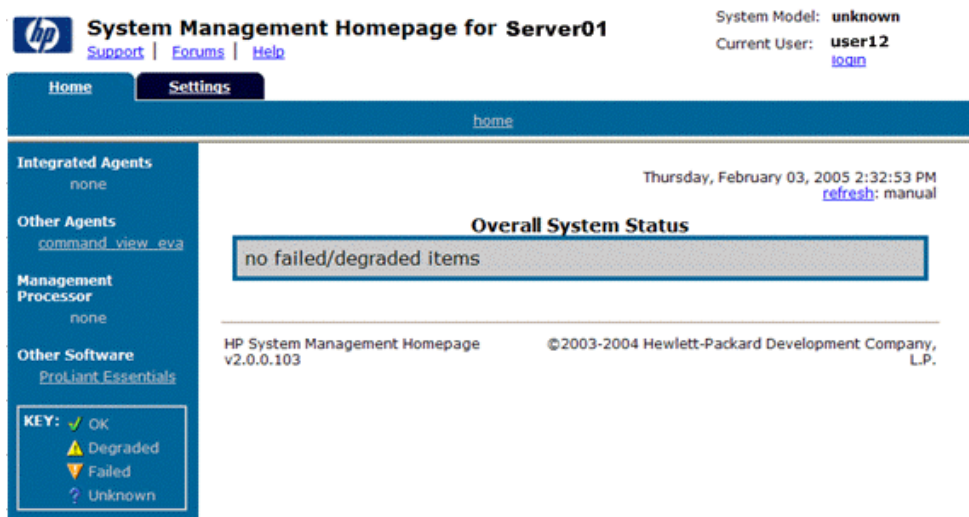 hp
System Management Homepage for Server01
Support | Forums | Help
System Model: unknown
Current User: user12
login
Home
Settings
home
Integrated Agents
none
Other Agents
command_view_eva
Management
Processor
none
Other Software
ProLiant Essentials
KEY: OK
Degraded
Failed
? Unknown
Thursday, February 03, 2005 2:32:53 PM
refresh: manual
Overall System Status
no failed/degraded items
HP System Management Homepage
v2.0.0.103
©2003-2004 Hewlett-Packard Development Company,
L.P.